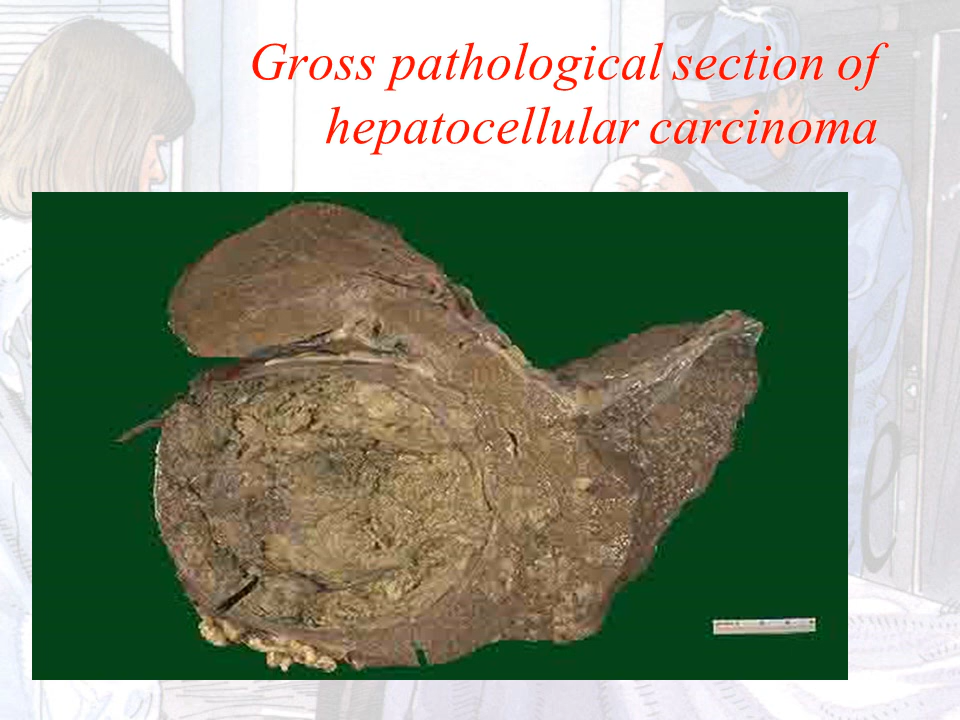 Gross pathological section of
hepatocellular carcinoma
e